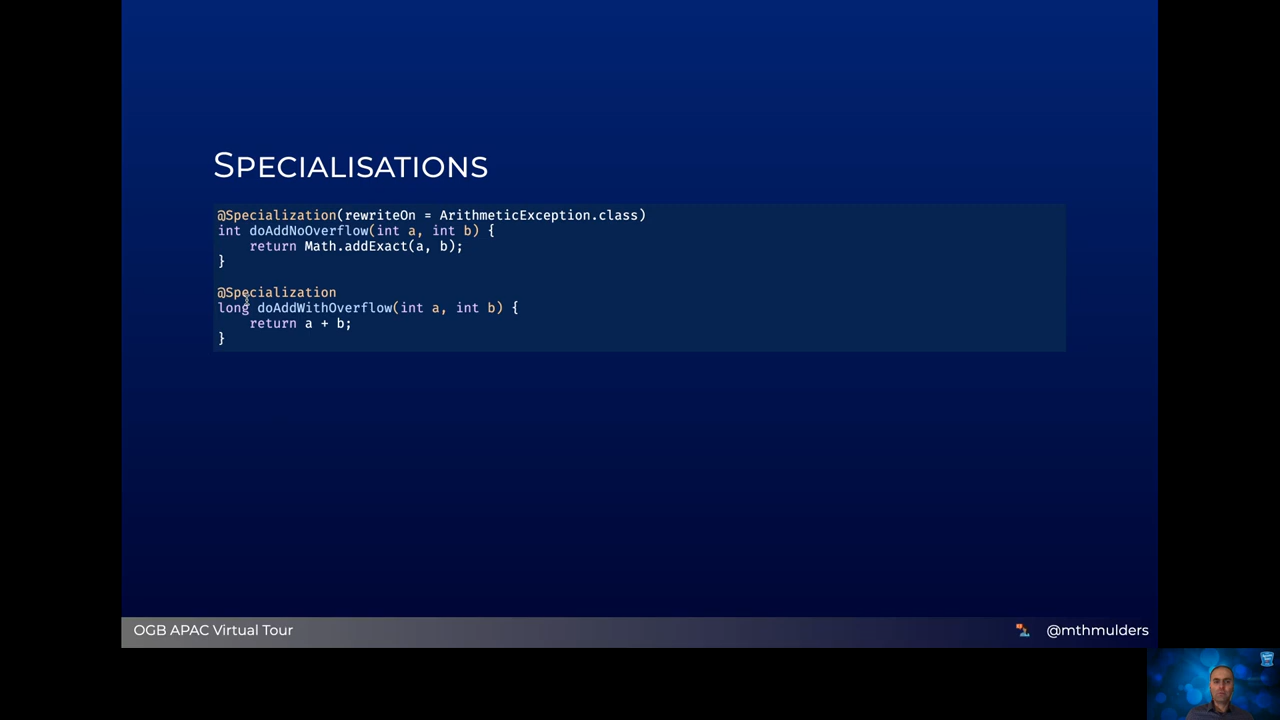 SPECIALISATIONS
@Specialization(rewriteOn = ArithmeticException.class)
int doAddNoOverflow(int a, int b) {
    return Math.addExact(a, b);
}
@Specialization
long doAddWithOverflow(int a, int b) {
    return a + b;
}
OGB APAC Virtual Tour
@mthmulders